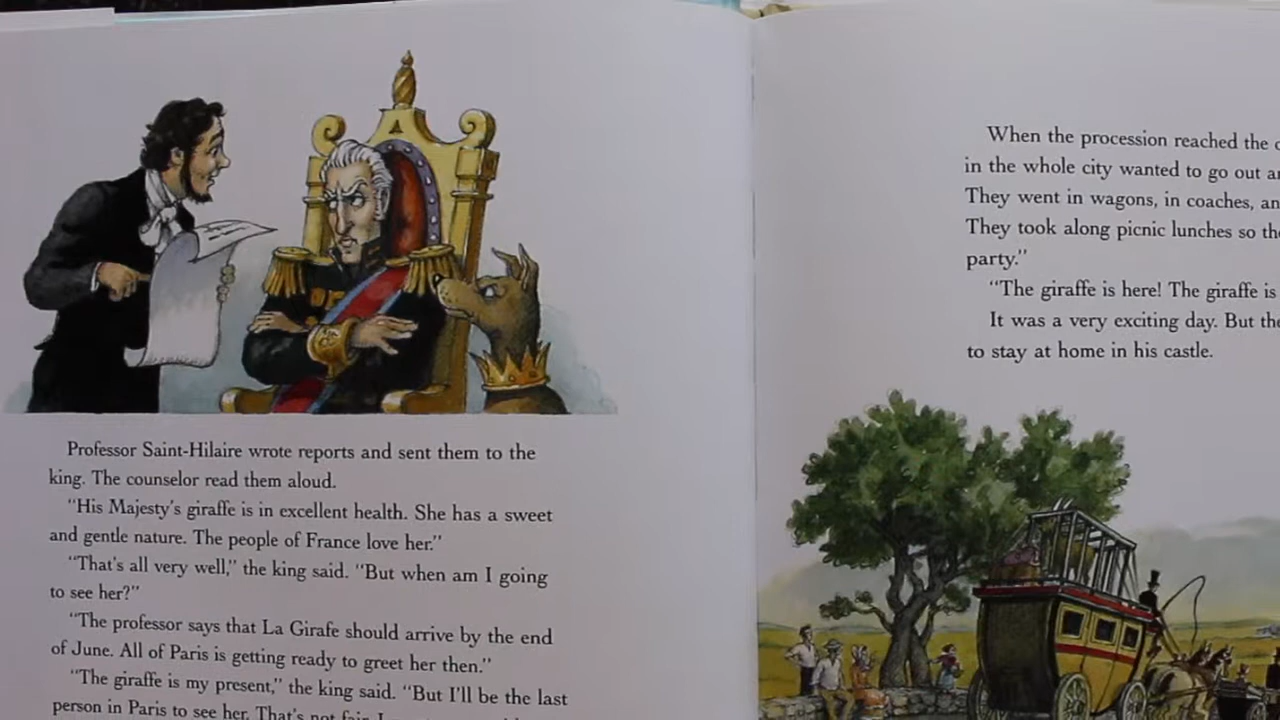 Professor Saint-Hilaire wrote reports and sent them to the
king. The counselor read them aloud.
"His Majesty's giraffe is in excellent health. She has a sweet
and gentle nature. The people of France love her."
"That's all very well," the king said. "But when am I going
to see her?"
"The professor says that La Girafe should arrive by the end
of June. All of Paris is getting ready to greet her then."
"The giraffe is my present," the king said. "But I'll be the last
person in Paris to see her. That's not fair.
When the procession reached the
in the whole city wanted to go out
They went in wagons, in coaches,
They took along picnic lunches so
party."
"The giraffe is here! The giraffe is
It was a very exciting day. But
to stay at home in his castle.